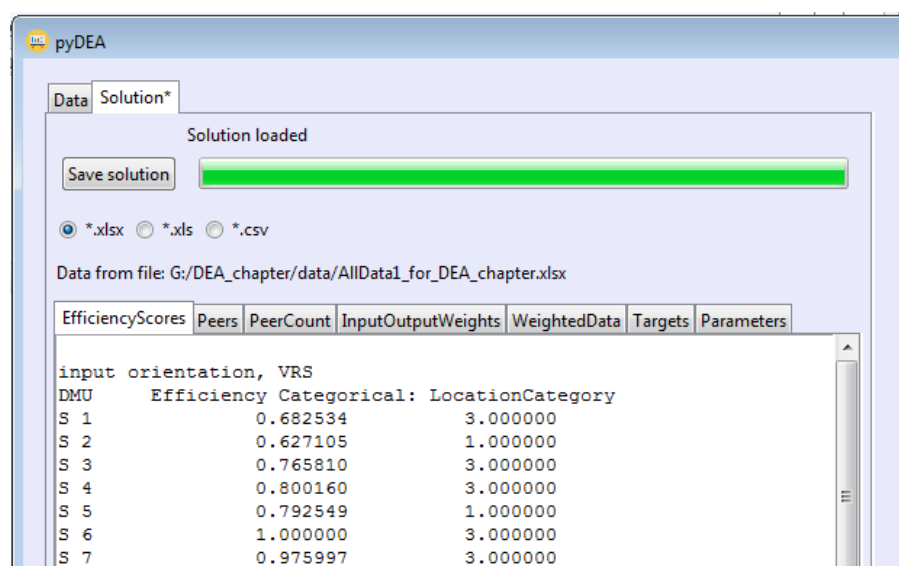 pyDEA
Data Solution*
Solution loaded
Save solution
*.xlsx *.xls *.csv
Data from file: G:/DEA_chapter/data/AllData1_for_DEA_chapter.xlsx
EfficiencyScores Peers PeerCount InputOutputWeights WeightedData Targets Parameters
input orientation, VRS
DMU Efficiency Categorical: LocationCategory
S 1 0.682534 3.000000
S 2 0.627105 1.000000
S 3 0.765810 3.000000
S 4 0.800160 3.000000
S 5 0.792549 1.000000
S 6 1.000000 3.000000
S 7 0.975997 3.000000